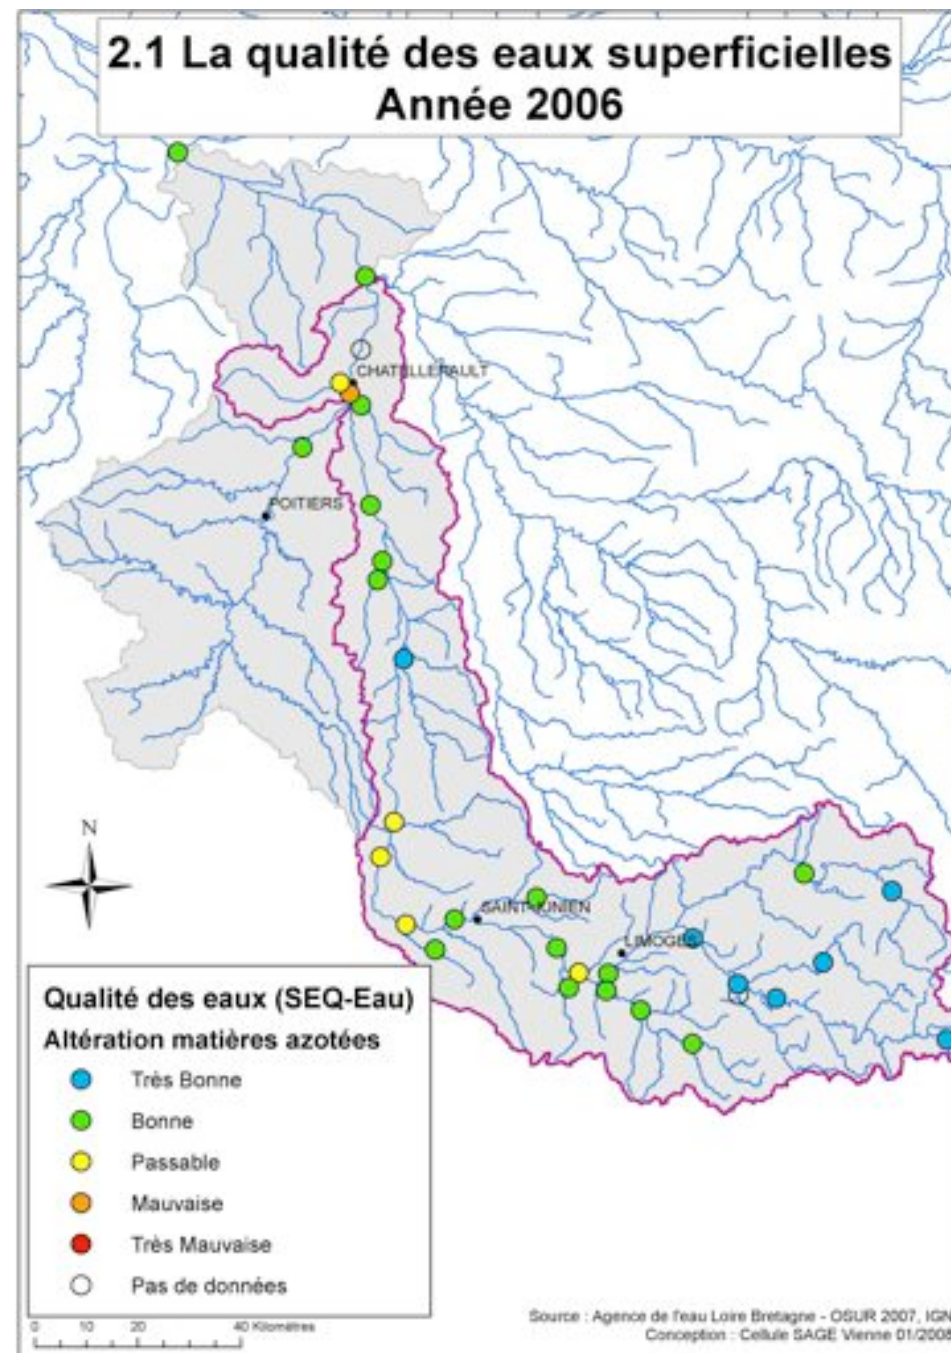 2.1 La qualité des eaux superficielles
Année 2006
CHATELLERAULT
POITIERS
N
SAINT-JUNIEN
LIMOGES
Qualité des eaux (SEQ-Eau)
Altération matières azotées
Très Bonne
Bonne
Passable
Mauvaise
Très Mauvaise
Pas de données
0 10 20 40 Kilomètres
Source : Agence de l'eau Loire Bretagne - OSUR 2007, IGN
Conception : Cellule SAGE Vienne 01/2008